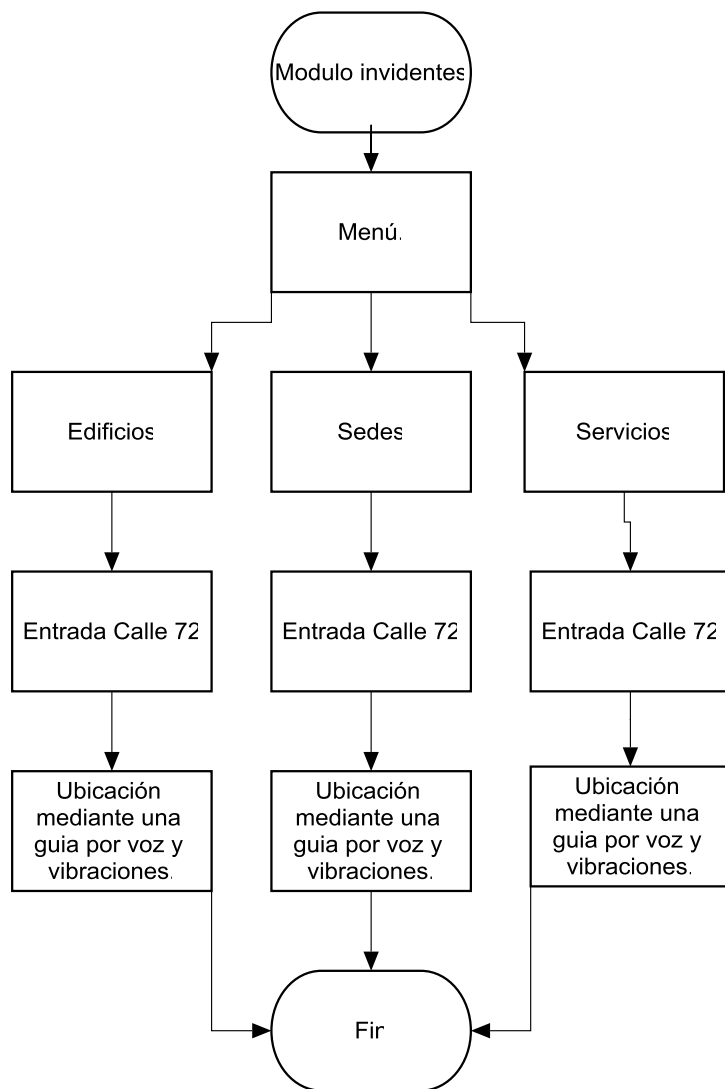 Modulo invidentes
Menú.
Edificios
Sedes
Servicios
Entrada Calle 72
Entrada Calle 72
Entrada Calle 72
Ubicación
mediante una
guia por voz y
vibraciones.
Ubicación
mediante una
guia por voz y
vibraciones.
Ubicación
mediante una
guia por voz y
vibraciones.
Fin